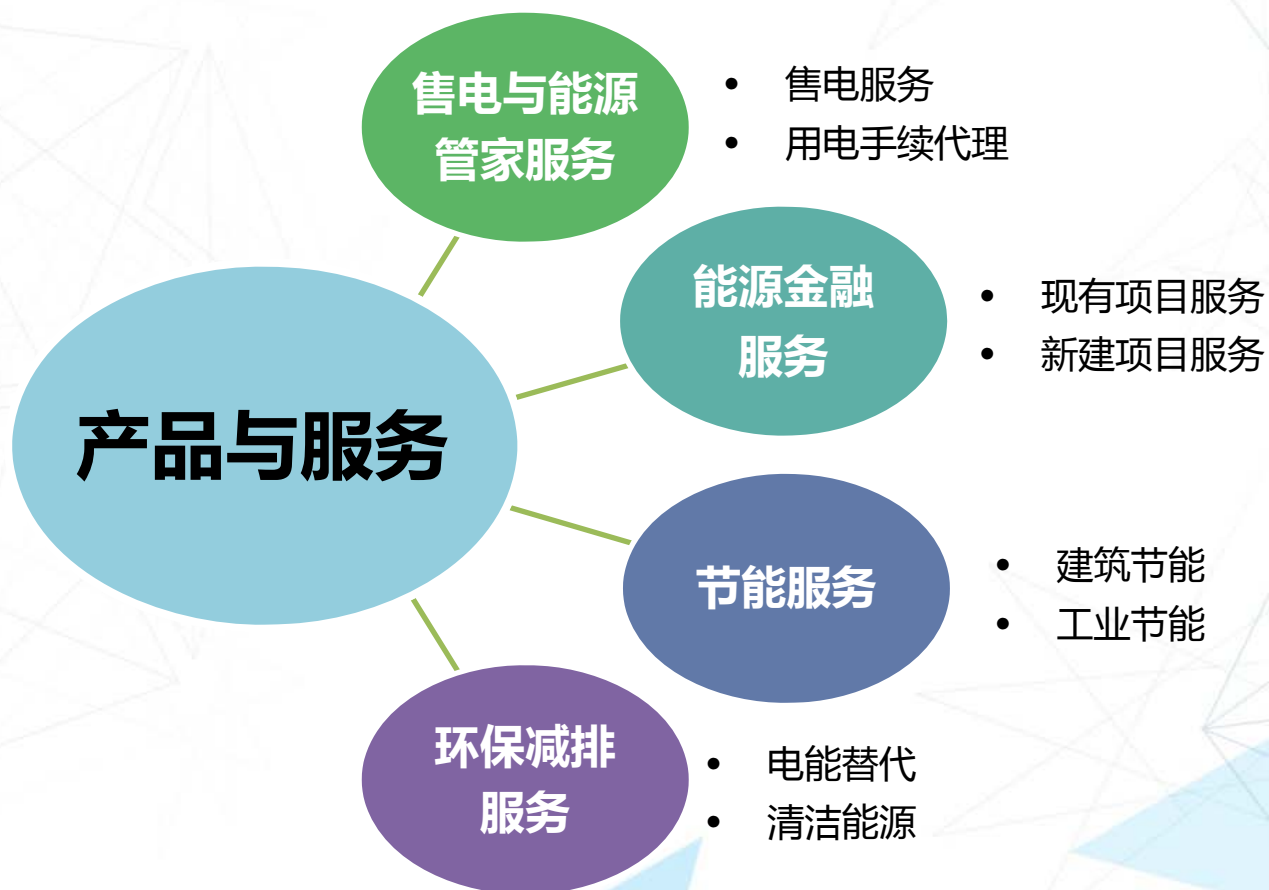 产品与服务
售电与能源
管家服务
• 售电服务
• 用电手续代理
能源金融
服务
• 现有项目服务
• 新建项目服务
节能服务
• 建筑节能
• 工业节能
环保减排
服务
• 电能替代
• 清洁能源